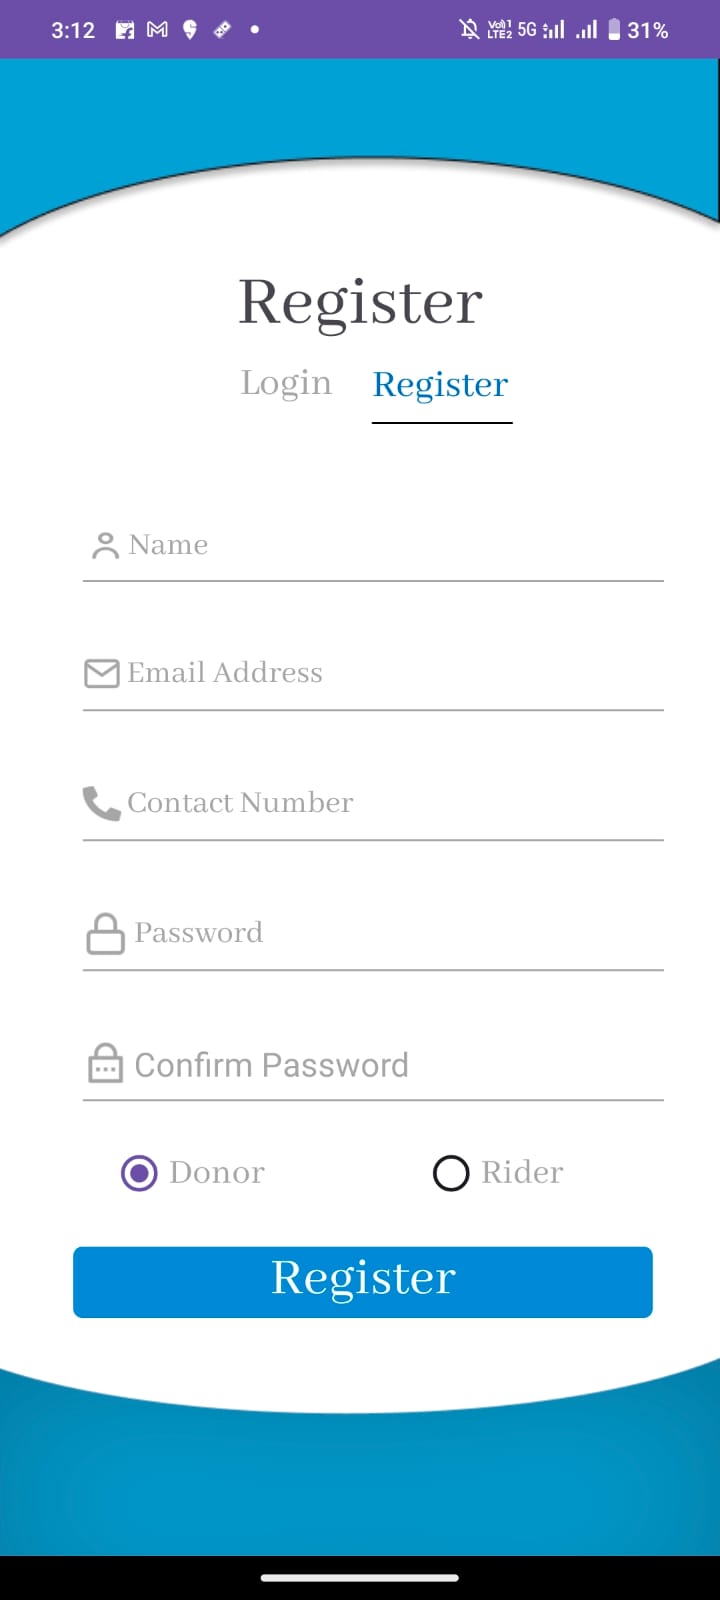 3:12 Vo)) 1 LTE2 5G 31%
Register
Login Register
Name
Email Address
Contact Number
Password
Confirm Password
Donor Rider
Register